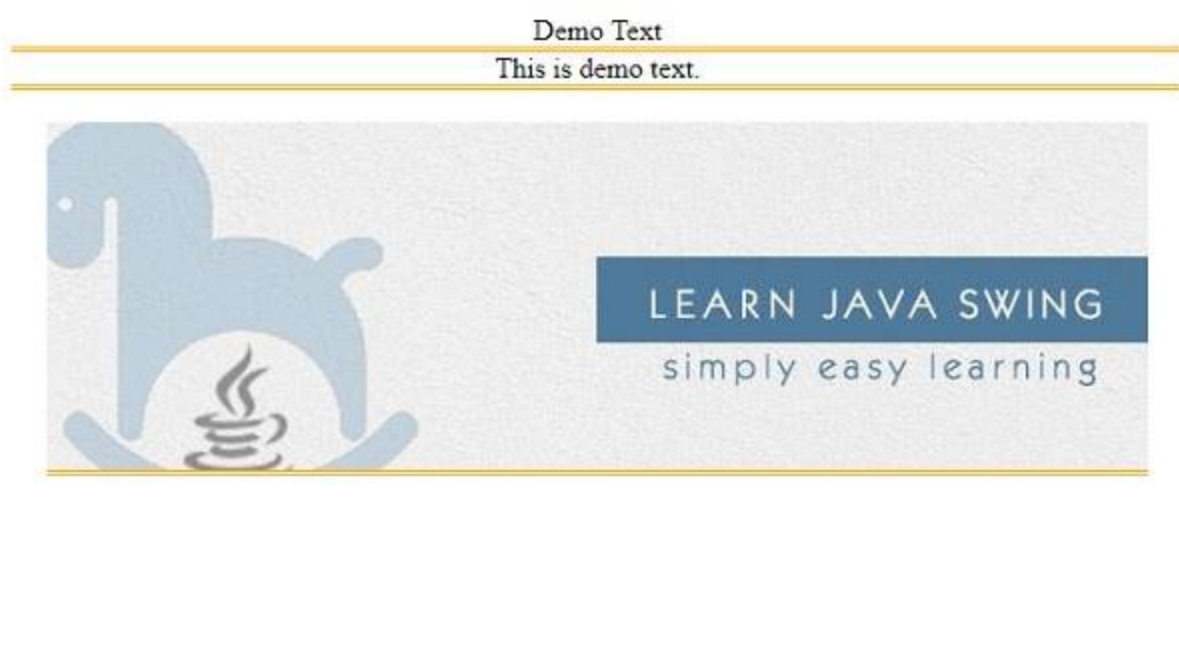 Demo Text
This is demo text.
LEARN JAVA SWING
simply easy learning